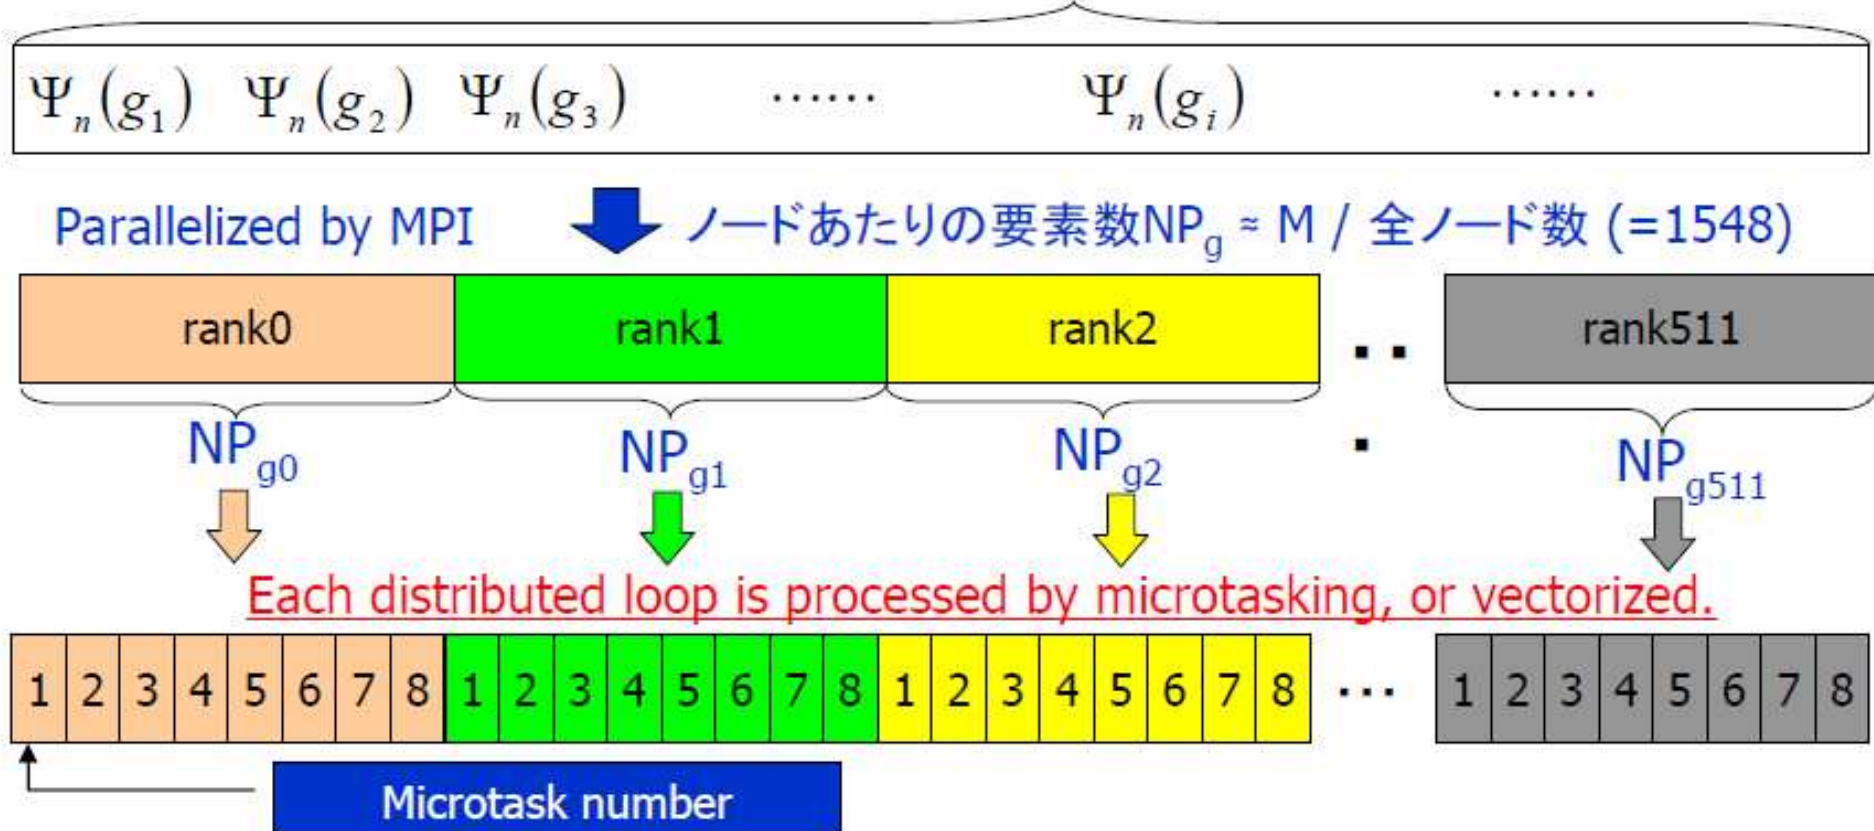 Ψn(g1) Ψn(g2) Ψn(g3) …… Ψn(gi) ……
Parallelized by MPI ノードあたりの要素数NPg ≈ M / 全ノード数 (=1548)
rank0 rank1 rank2 ‥ rank511
NPg0 NPg1 NPg2 . NPg511
Each distributed loop is processed by microtasking, or vectorized.
1 2 3 4 5 6 7 8 1 2 3 4 5 6 7 8 1 2 3 4 5 6 7 8 … 1 2 3 4 5 6 7 8
Microtask number